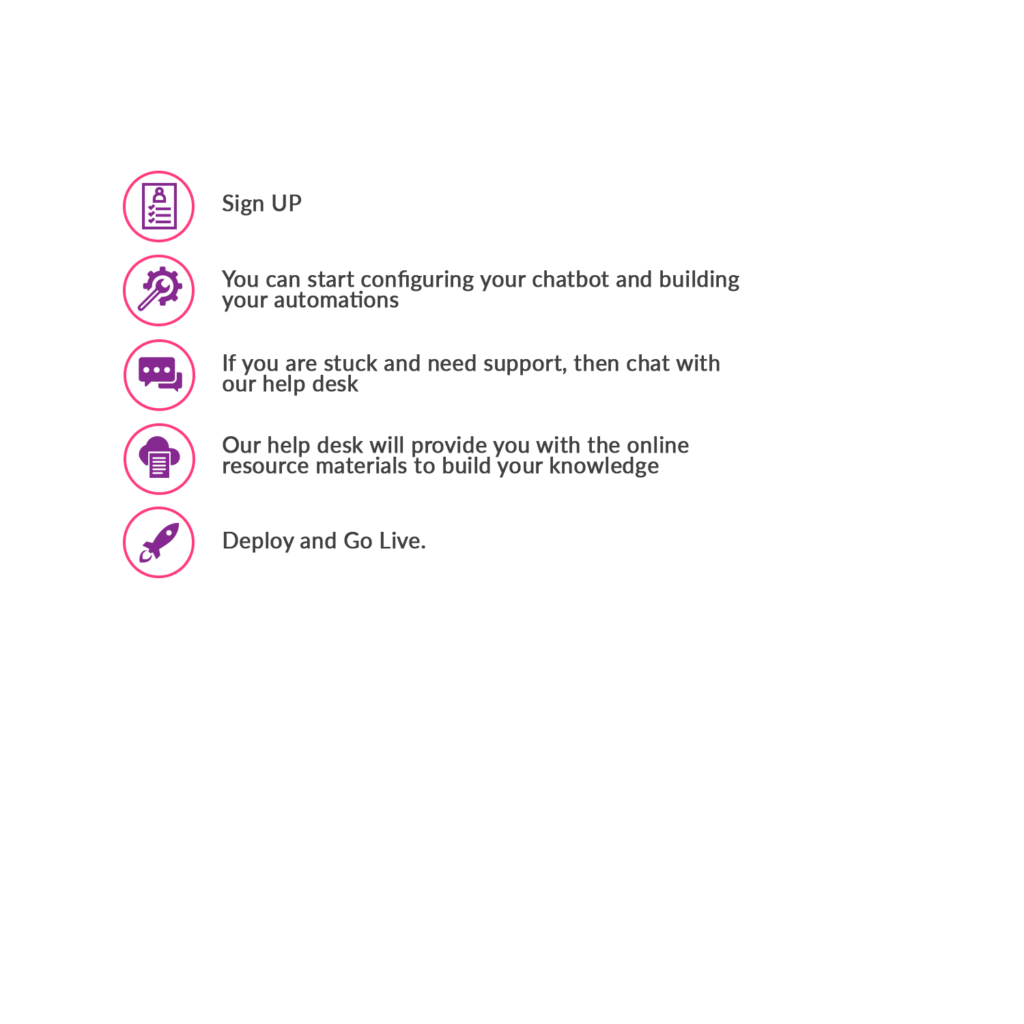 Sign UP
You can start configuring your chatbot and building
your automations
If you are stuck and need support, then chat with
our help desk
Our help desk will provide you with the online
resource materials to build your knowledge
Deploy and Go Live.